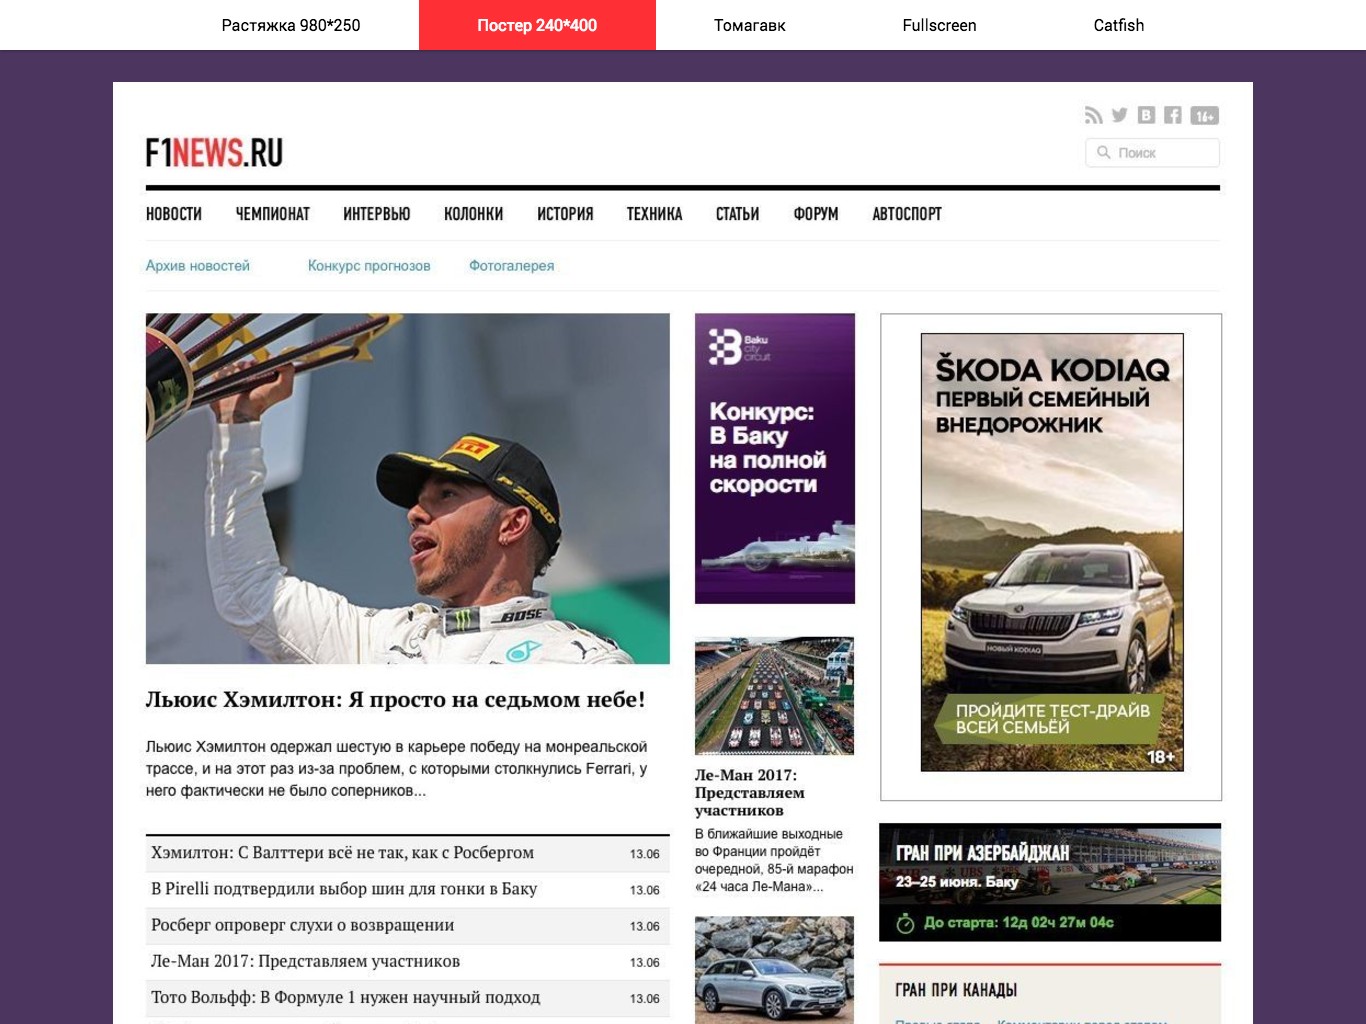 Растяжка 980*250
Постер 240*400
Томагавк
Fullscreen
Catfish
16+
F1NEWS.RU
Поиск
НОВОСТИ
ЧЕМПИОНАТ
ИНТЕРВЬЮ
КОЛОНКИ
ИСТОРИЯ
ТЕХНИКА
СТАТЬИ
ФОРУМ
АВТОСПОРТ
Архив новостей
Конкурс прогнозов
Фотогалерея
P ZERO
BOSE
Льюис Хэмилтон: Я просто на седьмом небе!
Льюис Хэмилтон одержал шестую в карьере победу на монреальской
трассе, и на этот раз из-за проблем, с которыми столкнулись Ferrari, у
него фактически не было соперников...
Хэмилтон: С Валттери всё не так, как с Росбергом 13.06
В Pirelli подтвердили выбор шин для гонки в Баку 13.06
Росберг опроверг слухи о возвращении 13.06
Ле-Ман 2017: Представляем участников 13.06
Тото Вольфф: В Формуле 1 нужен научный подход 13.06
Baku
city
circuit
Конкурс:
В Баку
на полной
скорости
Ле-Ман 2017:
Представляем
участников
В ближайшие выходные
во Франции пройдёт
очередной, 85-й марафон
«24 часа Ле-Мана»...
ŠKODA KODIAQ
ПЕРВЫЙ СЕМЕЙНЫЙ
ВНЕДОРОЖНИК
НОВЫЙ KODIAQ
ПРОЙДИТЕ ТЕСТ-ДРАЙВ
ВСЕЙ СЕМЬЁЙ
18+
ГРАН ПРИ АЗЕРБАЙДЖАН
23–25 июня. Баку
До старта: 12д 02ч 27м 04с
ГРАН ПРИ КАНАДЫ